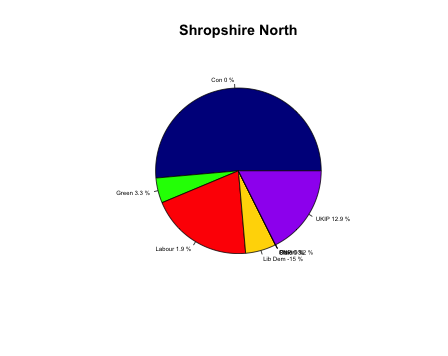 Shropshire North
Con 0 %
Green 3.3 %
UKIP 12.9 %
Labour 1.9 %
Lib Dem -15 %